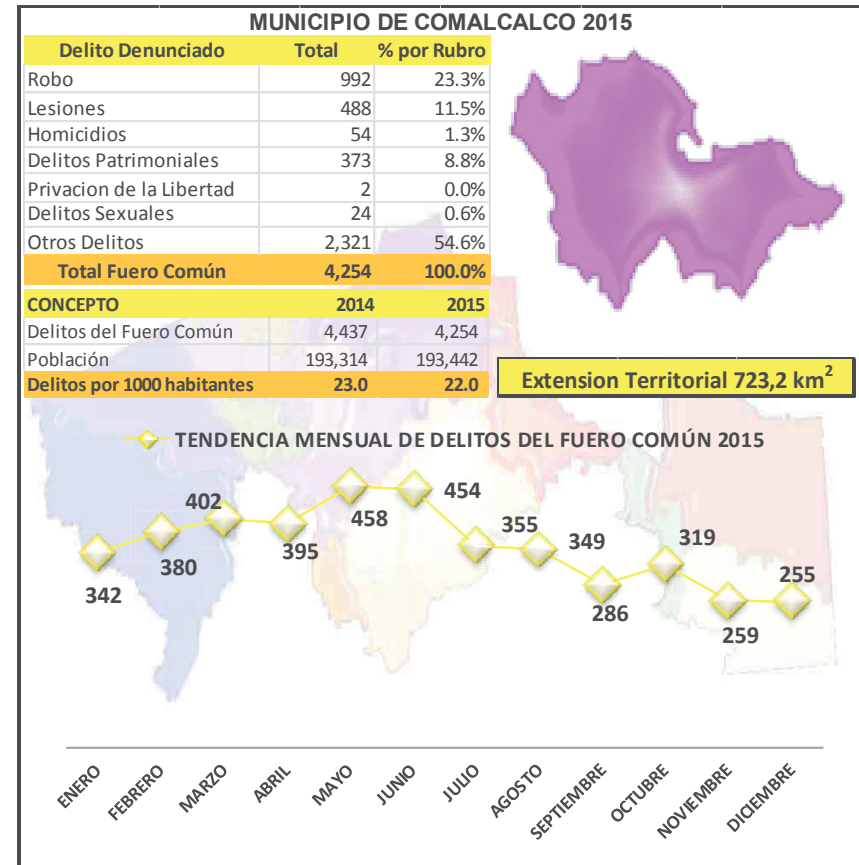 MUNICIPIO DE COMALCALCO 2015
Delito Denunciado Total % por Rubro
Robo 992 23.3%
Lesiones 488 11.5%
Homicidios 54 1.3%
Delitos Patrimoniales 373 8.8%
Privacion de la Libertad 2 0.0%
Delitos Sexuales 24 0.6%
Otros Delitos 2,321 54.6%
Total Fuero Común 4,254 100.0%
CONCEPTO 2014 2015
Delitos del Fuero Común 4,437 4,254
Población 193,314 193,442
Delitos por 1000 habitantes 23.0 22.0
Extension Territorial 723,2 km²
TENDENCIA MENSUAL DE DELITOS DEL FUERO COMÚN 2015
342 380 402 395 458 454 355 349 286 319 259 255
ENERO FEBRERO MARZO ABRIL MAYO JUNIO JULIO AGOSTO SEPTIEMBRE OCTUBRE NOVIEMBRE DICIEMBRE